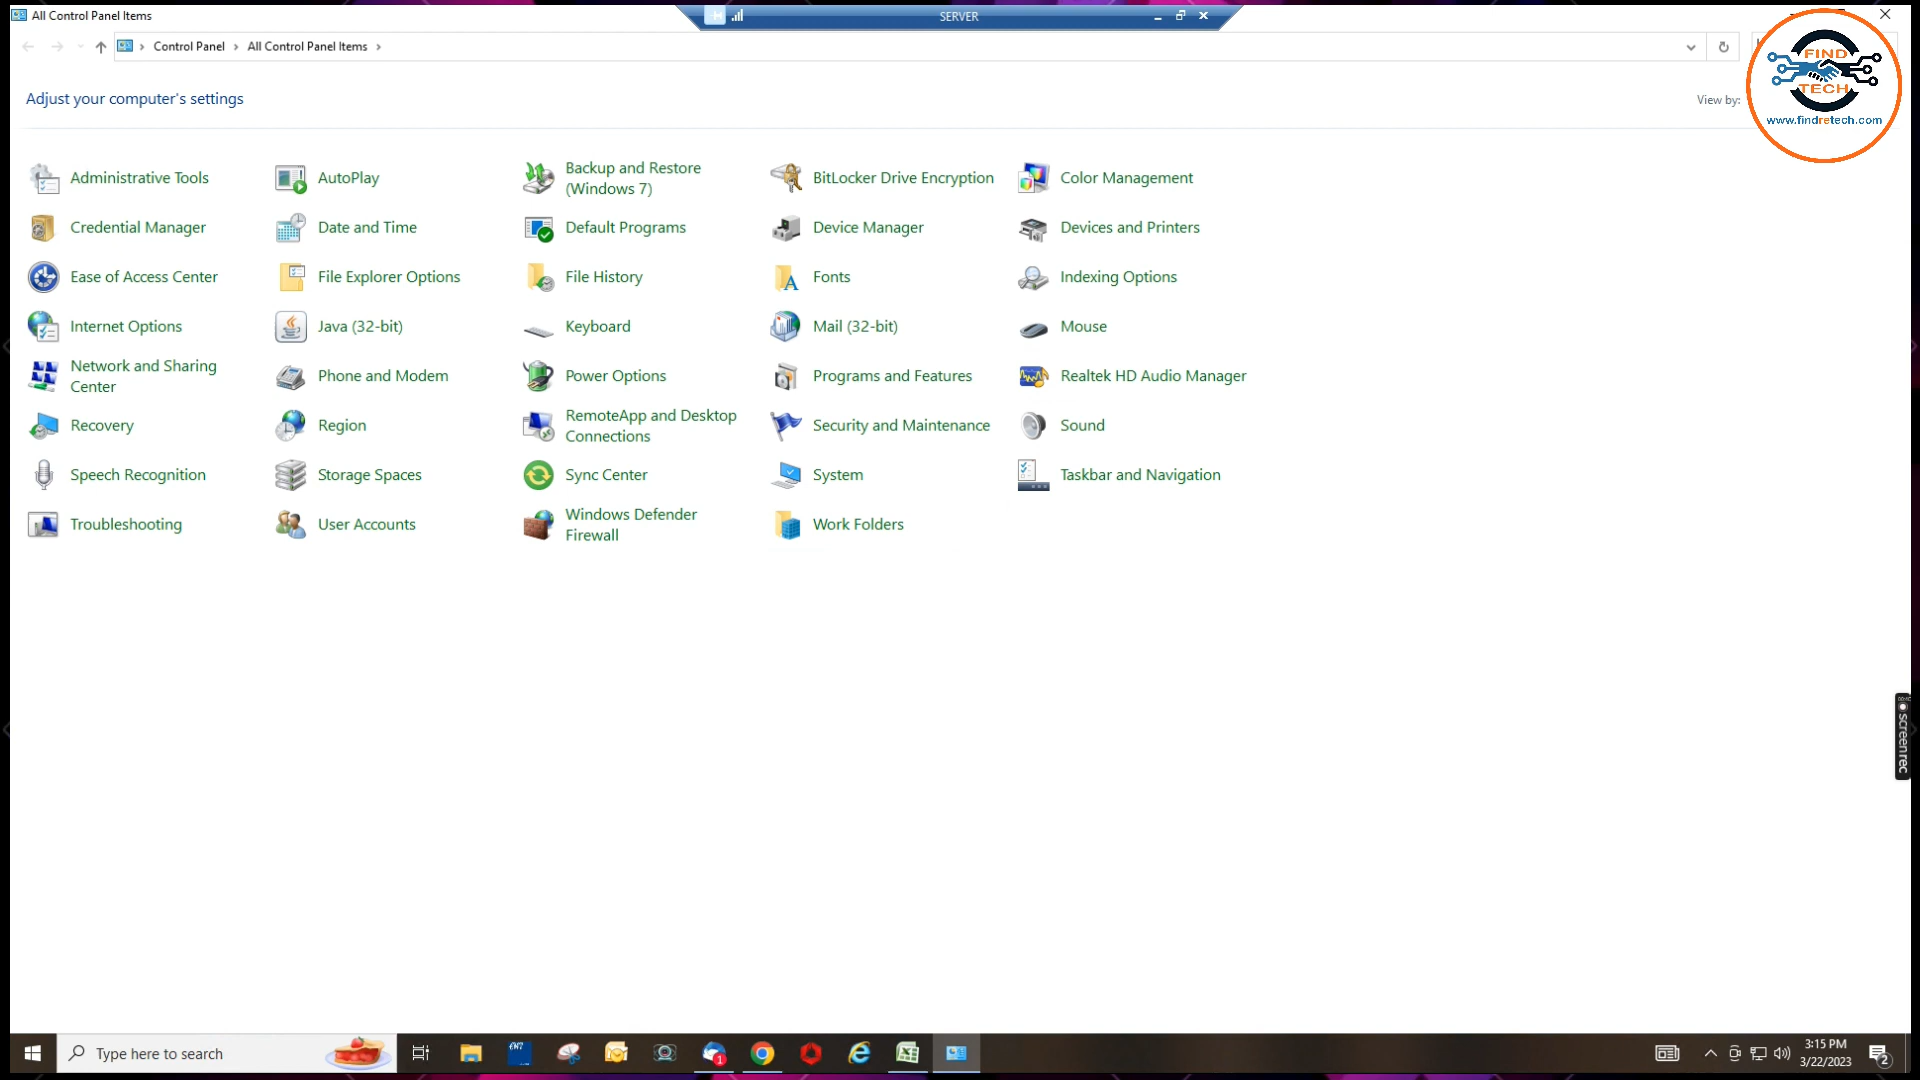 All Control Panel Items
SERVER
Control Panel
All Control Panel Items
Adjust your computer's settings
View by:
FIND
TECH
www.findretech.com
Administrative Tools
AutoPlay
Backup and Restore
(Windows 7)
BitLocker Drive Encryption
Color Management
Credential Manager
Date and Time
Default Programs
Device Manager
Devices and Printers
Ease of Access Center
File Explorer Options
File History
Fonts
Indexing Options
Internet Options
Java (32-bit)
Keyboard
Mail (32-bit)
Mouse
Network and Sharing
Center
Phone and Modem
Power Options
Programs and Features
Realtek HD Audio Manager
Recovery
Region
RemoteApp and Desktop
Connections
Security and Maintenance
Sound
Speech Recognition
Storage Spaces
Sync Center
System
Taskbar and Navigation
Troubleshooting
User Accounts
Windows Defender
Firewall
Work Folders
screenrec
Type here to search
1
3:15 PM
3/22/2023
2